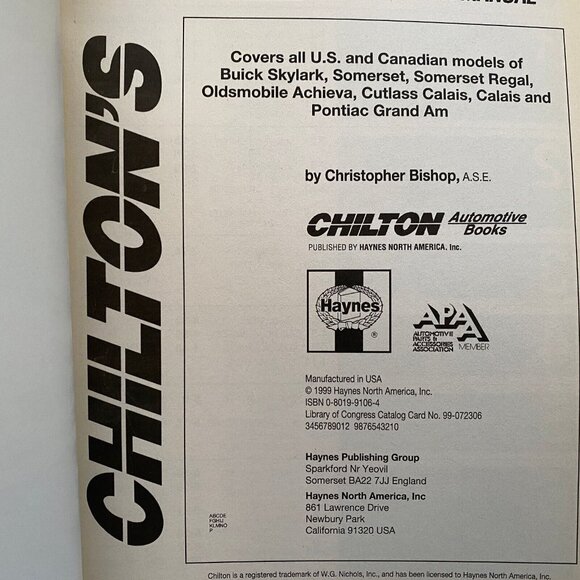 MANUAL
CHILTON'S
Covers all U.S. and Canadian models of
Buick Skylark, Somerset, Somerset Regal,
Oldsmobile Achieva, Cutlass Calais, Calais and
Pontiac Grand Am
by Christopher Bishop, A.S.E.
CHILTON Automotive
Books
PUBLISHED BY HAYNES NORTH AMERICA, Inc.
Haynes
®
APAA
AUTOMOTIVE
PARTS &
ACCESSORIES
ASSOCIATION MEMBER
Manufactured in USA
© 1999 Haynes North America, Inc.
ISBN 0-8019-9106-4
Library of Congress Catalog Card No. 99-072306
3456789012 9876543210
Haynes Publishing Group
Sparkford Nr Yeovil
Somerset BA22 7JJ England
Haynes North America, Inc
861 Lawrence Drive
Newbury Park
California 91320 USA
ABCDE
FGHIJ
KLMNO
P
Chilton is a registered trademark of W.G. Nichols, Inc., and has been licensed to Haynes North America, Inc.